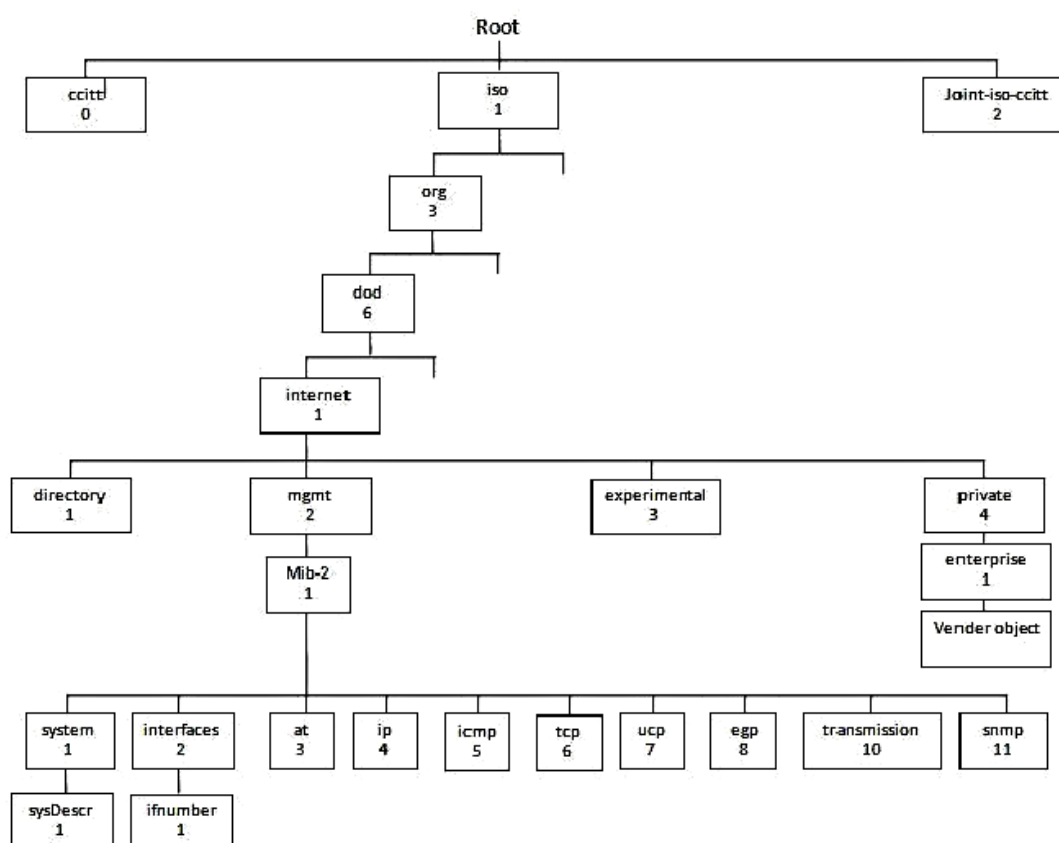 Root
ccitt
0
iso
1
Joint-iso-ccitt
2
org
3
dod
6
internet
1
directory
1
mgmt
2
experimental
3
private
4
Mib-2
1
enterprise
1
Vender object
system
1
interfaces
2
at
3
ip
4
icmp
5
tcp
6
ucp
7
egp
8
transmission
10
snmp
11
sysDescr
1
ifnumber
1